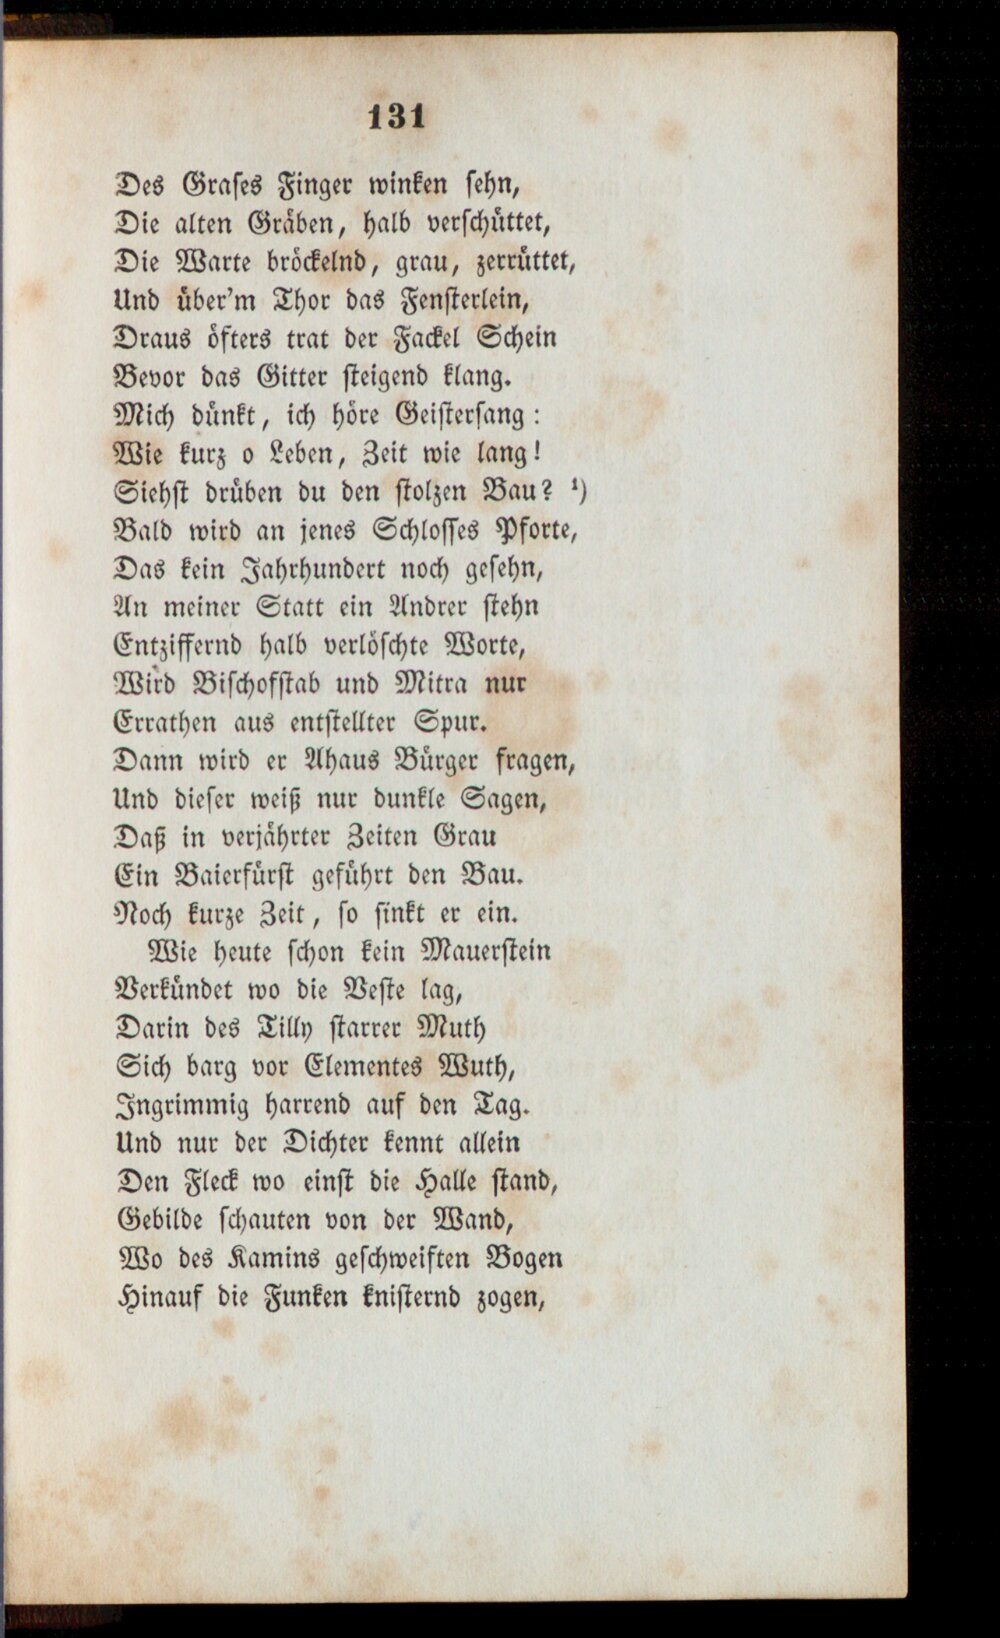 131
Des Grases Finger winken sehn,
Die alten Gräben, halb verschüttet,
Die Warte bröckelnd, grau, zerrüttet,
Und über'm Thor das Fensterlein,
Draus öfters trat der Fackel Schein
Bevor das Gitter steigend klang.
Mich dünkt, ich höre Geistersang:
Wie kurz o Leben, Zeit wie lang!
Siehst drüben du den stolzen Bau? ¹)
Bald wird an jenes Schlosses Pforte,
Das kein Jahrhundert noch gesehn,
An meiner Statt ein Andrer stehn
Entziffernd halb verlöschte Worte,
Wird Bischofstab und Mitra nur
Errathen aus entstellter Spur.
Dann wird er Ahaus Bürger fragen,
Und dieser weiß nur dunkle Sagen,
Daß in verjährter Zeiten Grau
Ein Baierfürst geführt den Bau.
Noch kurze Zeit, so sinkt er ein.
Wie heute schon kein Mauerstein
Verkündet wo die Veste lag,
Darin des Tilly starrer Muth
Sich barg vor Elementes Wuth,
Ingrimmig harrend auf den Tag.
Und nur der Dichter kennt allein
Den Fleck wo einst die Halle stand,
Gebilde schauten von der Wand,
Wo des Kamins geschweiften Bogen
Hinauf die Funken knisternd zogen,